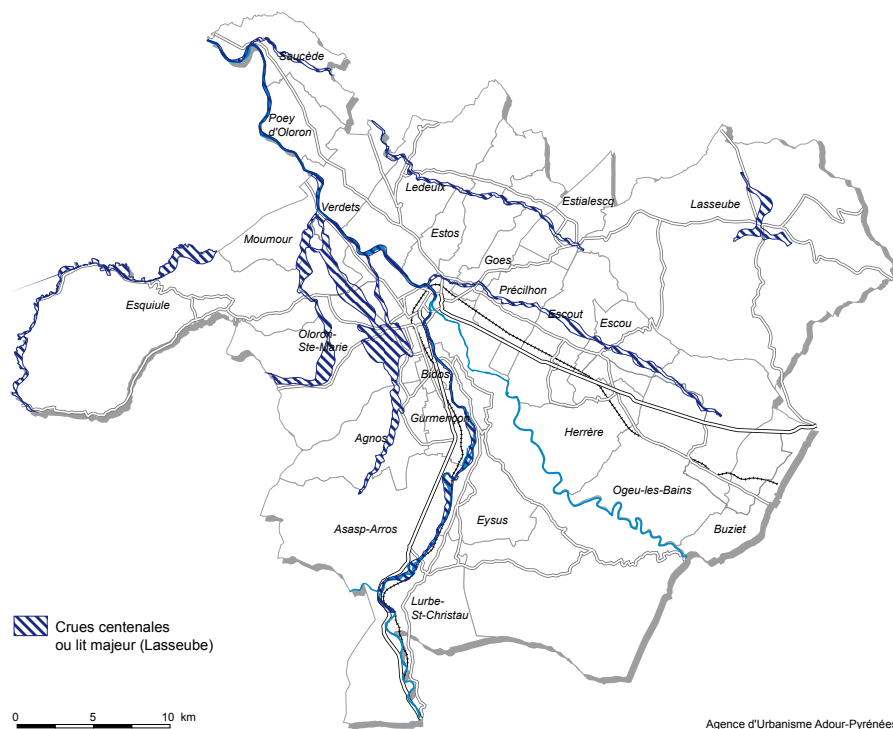 Saucède
Poey
d'Oloron
Ledeuix
Estialescq
Lasseube
Verdets
Moumour
Estos
Goes
Esquiule
Précilhon
Escout
Escou
Oloron-
Ste-Marie
Bidos
Gurmençon
Agnos
Herrère
Ogeu-les-Bains
Asasp-Arros
Eysus
Buziet
Lurbe-
St-Christau
Crues centenales
ou lit majeur (Lasseube)
0 5 10 km
Agence d'Urbanisme Adour-Pyrénées